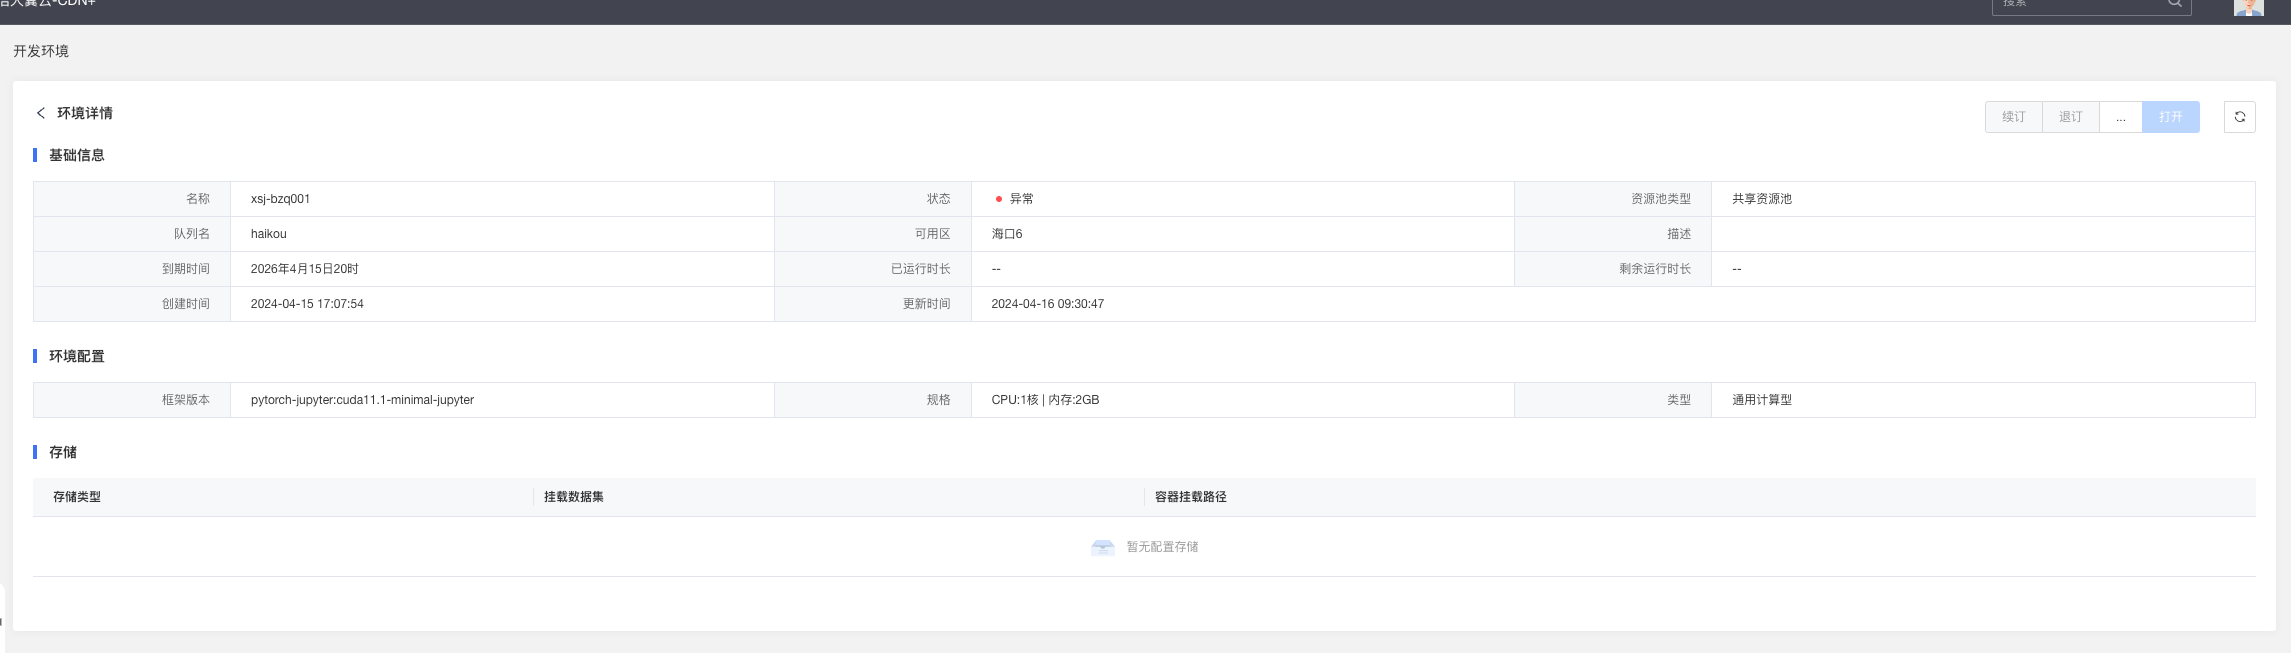 天翼云-CDN+
搜索
开发环境
环境详情
续订 退订 ... 打开
基础信息
名称 xsj-bzq001 状态 异常 资源池类型 共享资源池
队列名 haikou 可用区 海口6 描述
到期时间 2026年4月15日20时 已运行时长 -- 剩余运行时长 --
创建时间 2024-04-15 17:07:54 更新时间 2024-04-16 09:30:47
环境配置
框架版本 pytorch-jupyter:cuda11.1-minimal-jupyter 规格 CPU:1核 | 内存:2GB 类型 通用计算型
存储
存储类型 挂载数据集 容器挂载路径
暂无配置存储